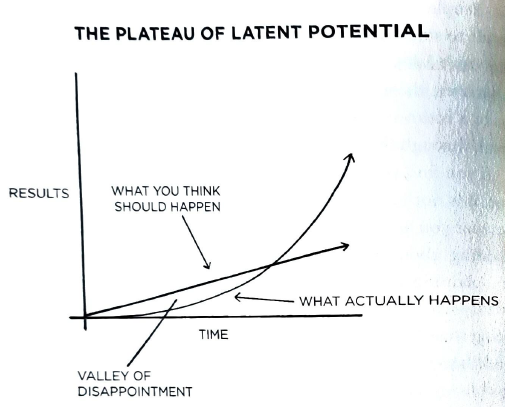 THE PLATEAU OF LATENT POTENTIAL
RESULTS
WHAT YOU THINK
SHOULD HAPPEN
WHAT ACTUALLY HAPPENS
TIME
VALLEY OF
DISAPPOINTMENT